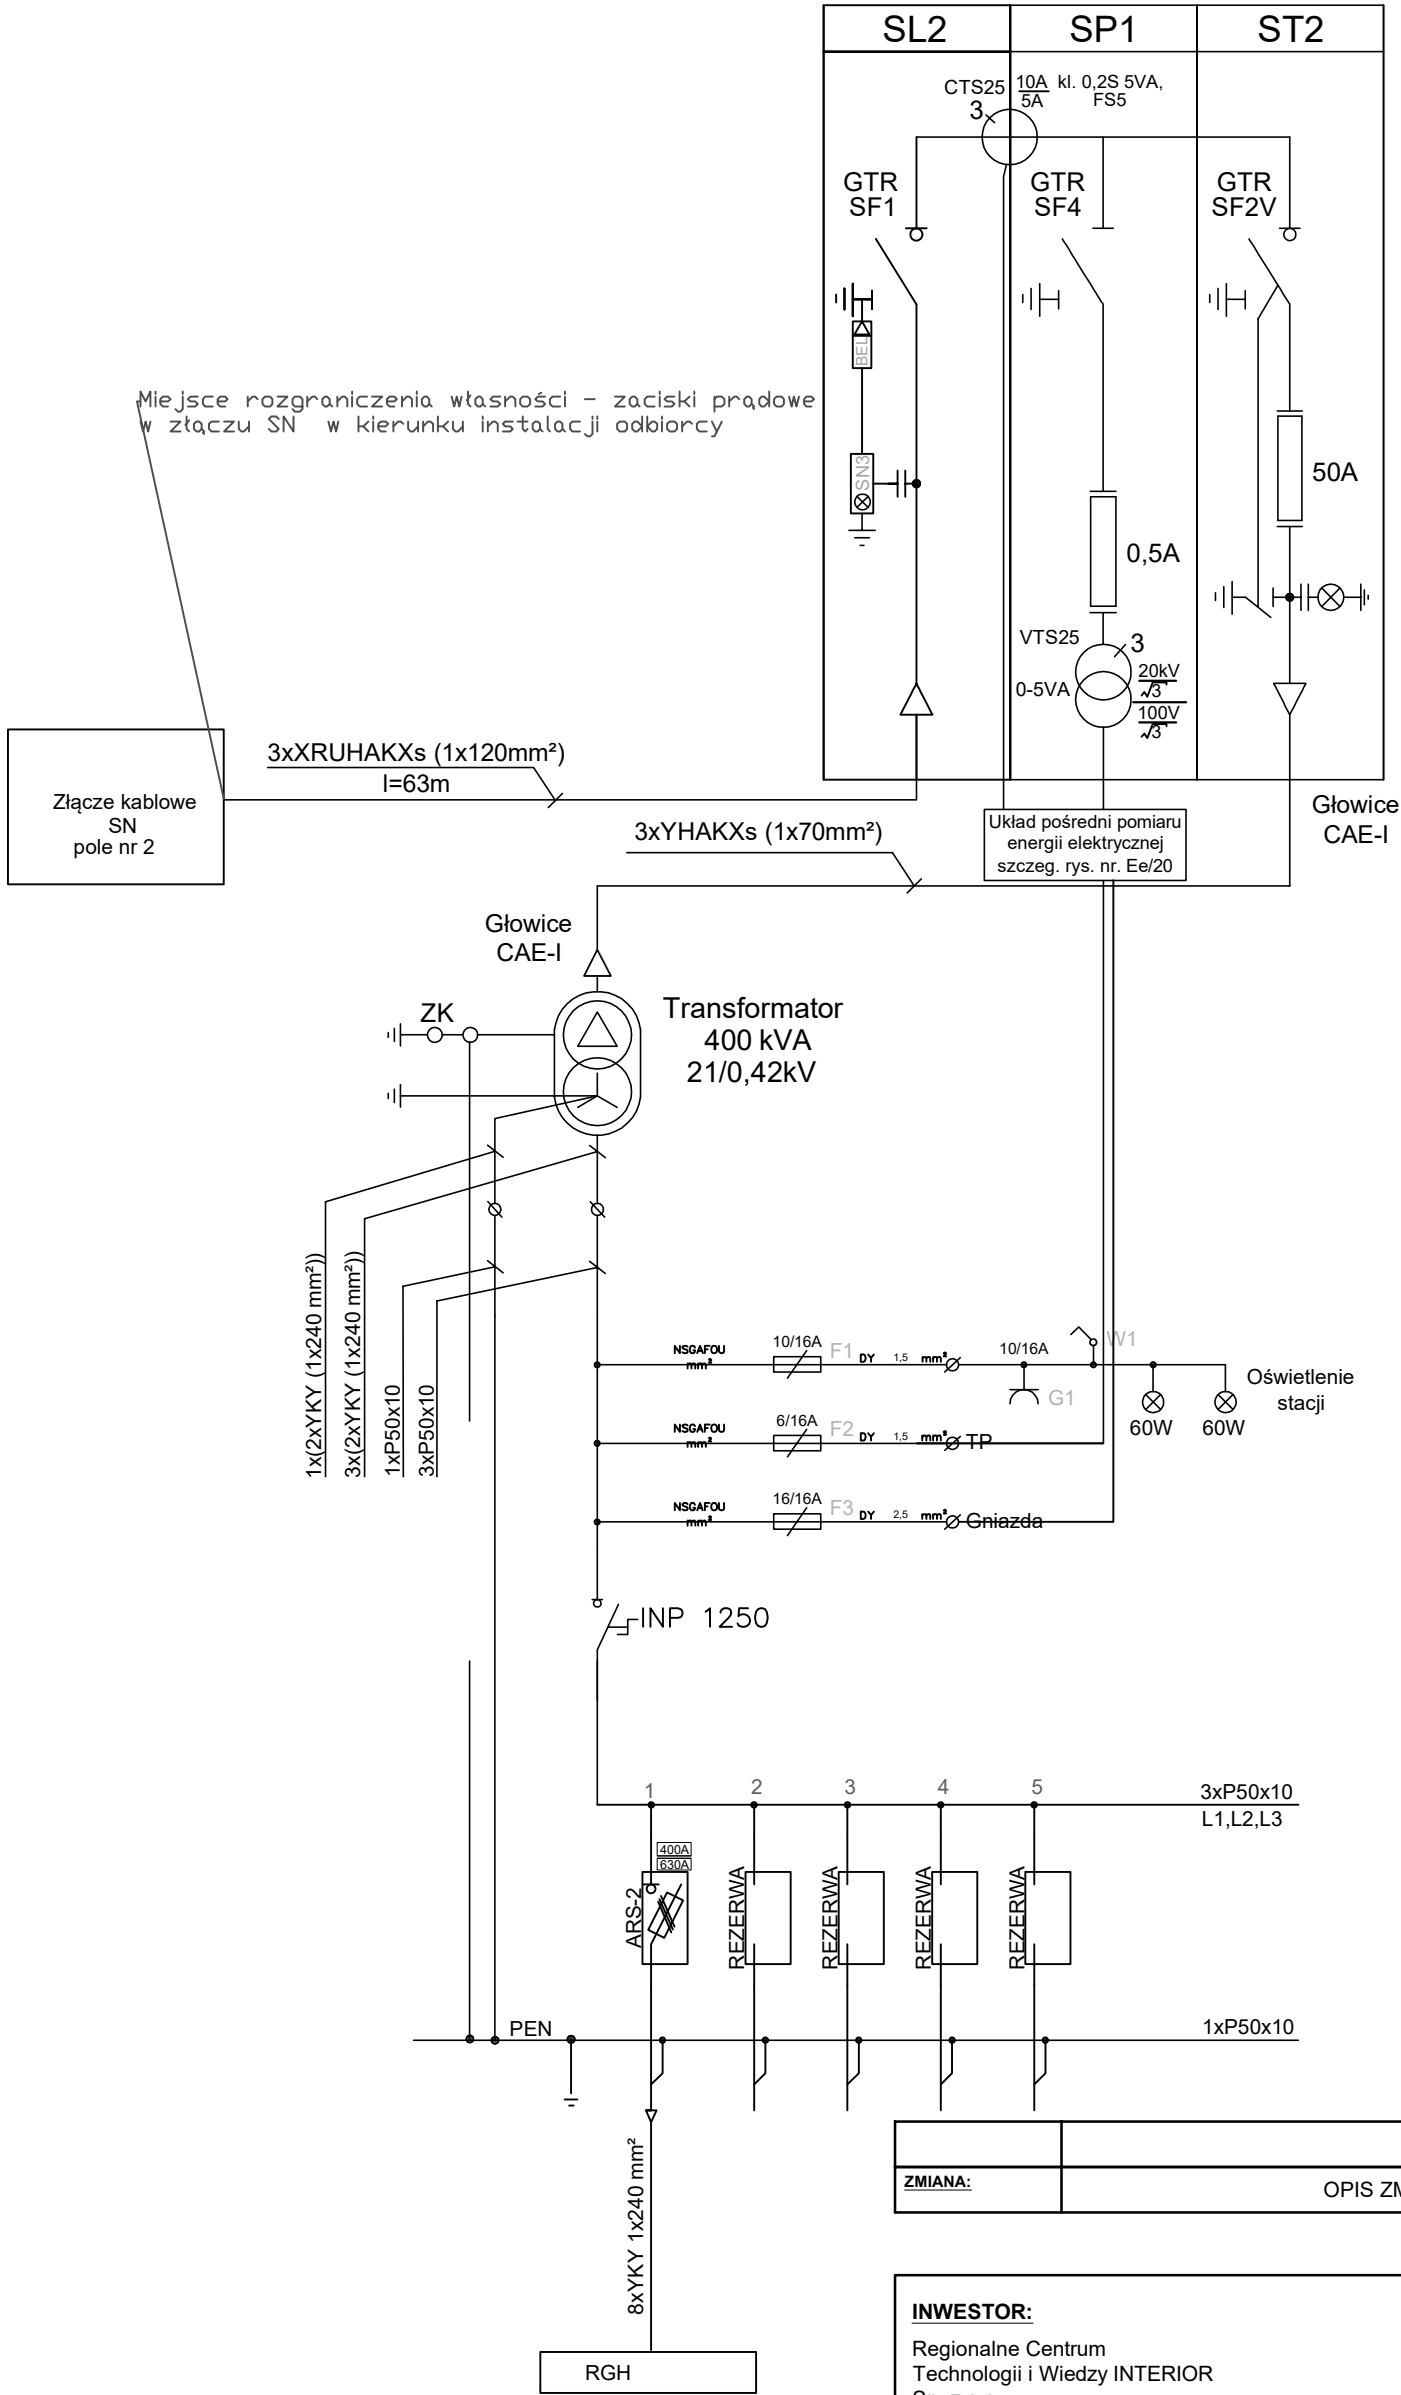 SL2
SP1
ST2
CTS25
10A
5A
kl. 0,2S 5VA,
FS5
3
GTR
SF1
GTR
SF4
GTR
SF2V
BEL
SN3
Miejsce rozgraniczenia własności - zaciski prądowe
w złączu SN w kierunku instalacji odbiorcy
50A
0,5A
VTS25
3
0-5VA
20kV
√3
100V
√3
Złącze kablowe
SN
pole nr 2
3xXRUHAKXs (1x120mm²)
l=63m
3xYHAKXs (1x70mm²)
Układ pośredni pomiaru
energii elektrycznej
szczeg. rys. nr. Ee/20
Głowice
CAE-I
Głowice
CAE-I
ZK
Transformator
400 kVA
21/0,42kV
1x(2xYKY (1x240 mm²))
3x(2xYKY (1x240 mm²))
1xP50x10
3xP50x10
NSGAFOU
mm²
10/16A
F1
DY 1,5 mm²
10/16A
G1
W1
60W
60W
Oświetlenie
stacji
NSGAFOU
mm²
6/16A
F2
DY 1,5 mm²
TP
NSGAFOU
mm²
16/16A
F3
DY 2,5 mm²
Gniazda
INP 1250
1
2
3
4
5
3xP50x10
L1,L2,L3
400A
630A
ARS-2
REZERWA
REZERWA
REZERWA
REZERWA
PEN
1xP50x10
8xYKY 1x240 mm²
RGH
ZMIANA:
OPIS ZM
INWESTOR:
Regionalne Centrum
Technologii i Wiedzy INTERIOR